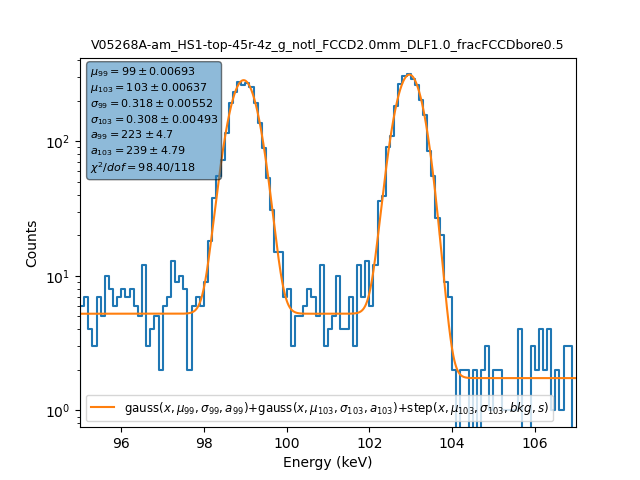 V05268A-am_HS1-top-45r-4z_g_notl_FCCD2.0mm_DLF1.0_fracFCCDbore0.5
μ₉₉ = 99 ± 0.00693
μ₁₀₃ = 103 ± 0.00637
σ₉₉ = 0.318 ± 0.00552
σ₁₀₃ = 0.308 ± 0.00493
a₉₉ = 223 ± 4.7
a₁₀₃ = 239 ± 4.79
χ²/dof = 98.40/118
Counts
10²
10¹
10⁰
gauss(x, μ₉₉, σ₉₉, a₉₉)+gauss(x, μ₁₀₃, σ₁₀₃, a₁₀₃)+step(x, μ₁₀₃, σ₁₀₃, bkg, s)
96 98 100 102 104 106
Energy (keV)